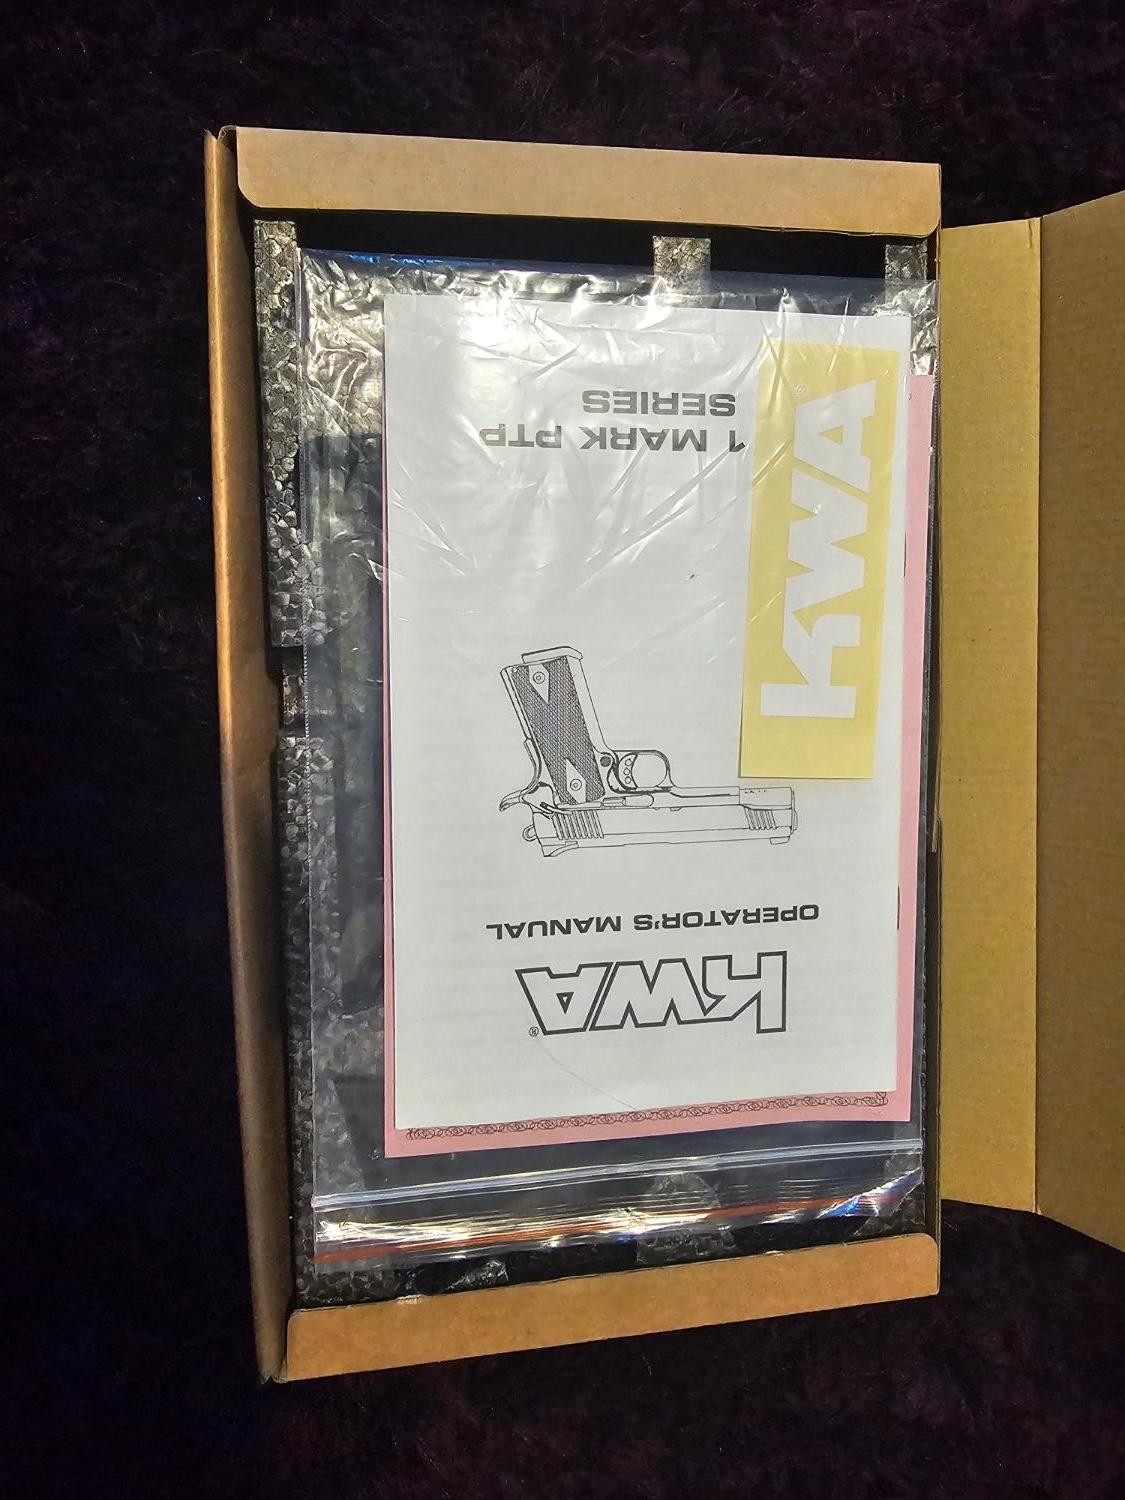 KWA®
OPERATOR'S MANUAL
1 MARK PTP
SERIES
KWA®